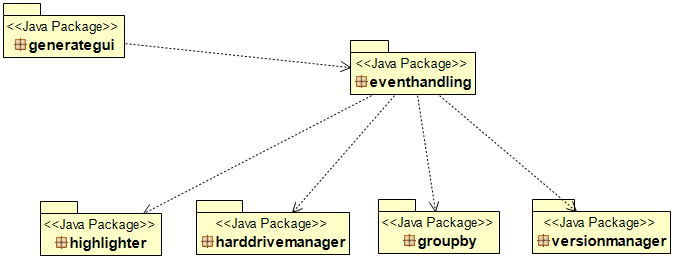 <<Java Package>>
generategui
<<Java Package>>
eventhandling
<<Java Package>>
highlighter
<<Java Package>>
harddrivemanager
<<Java Package>>
groupby
<<Java Package>>
versionmanager